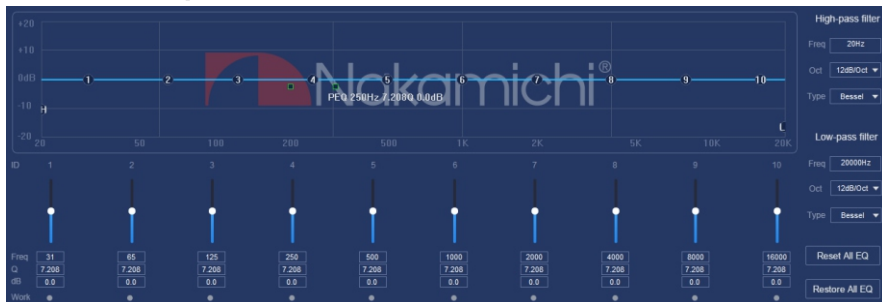 +20
High-pass filter
+10
Freq 20Hz
0dB 1 2 3 4 5 6 7 8 9 10
Nakamichi®
Oct 12dB/Oct
PEQ 250Hz 7.208Q 0.0dB
Type Bessel
-10 H
L
-20
Low-pass filter
20 50 100 200 500 1K 2K 5K 10K 20K
ID 1 2 3 4 5 6 7 8 9 10
Freq 20000Hz
Oct 12dB/Oct
Type Bessel
Freq 31 65 125 250 500 1000 2000 4000 8000 16000
Reset All EQ
Q 7.208 7.208 7.208 7.208 7.208 7.208 7.208 7.208 7.208 7.208
dB 0.0 0.0 0.0 0.0 0.0 0.0 0.0 0.0 0.0 0.0
Restore All EQ
Work